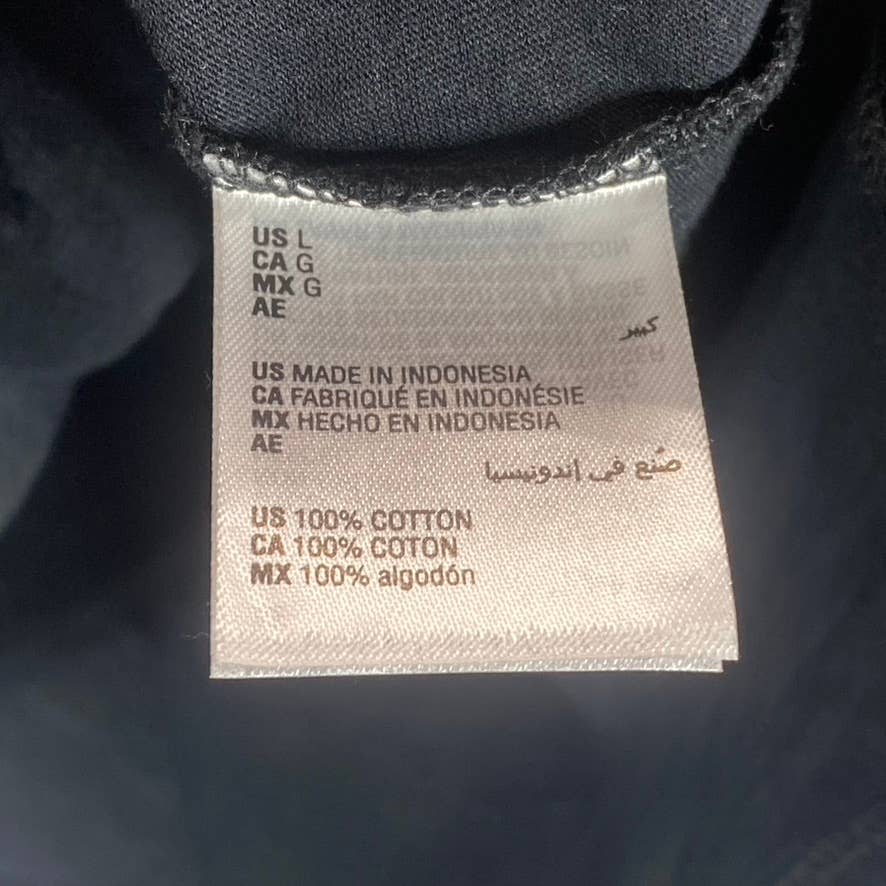 US L
CA G
MX G
AE
كبير
US MADE IN INDONESIA
CA FABRIQUÉ EN INDONÉSIE
MX HECHO EN INDONESIA
AE
صُنع في إندونيسيا
US 100% COTTON
CA 100% COTON
MX 100% algodón